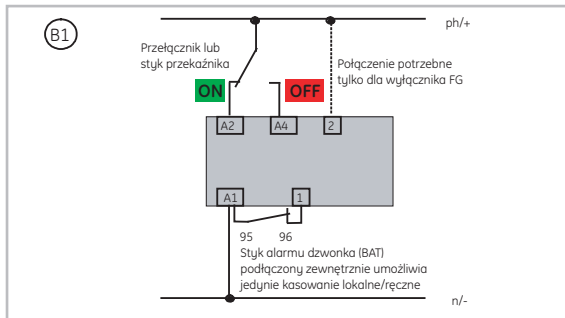 B1
ph/+
Przełącznik lub
styk przekaźnika
Połączenie potrzebne
tylko dla wyłącznika FG
ON
OFF
A2
A4
2
A1
1
95
96
Styk alarmu dzwonka (BAT)
podłączony zewnętrznie umożliwia
jedynie kasowanie lokalne/ręczne
n/-